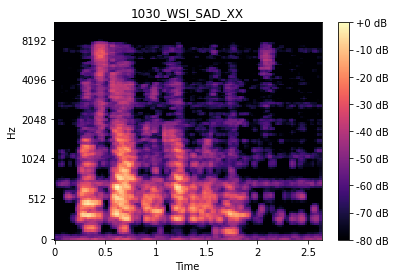 1030_WSI_SAD_XX
+0 dB
8192
-10 dB
4096
-20 dB
-30 dB
2048
Hz
-40 dB
1024
-50 dB
512
-60 dB
-70 dB
0
-80 dB
0 0.5 1 1.5 2 2.5
Time